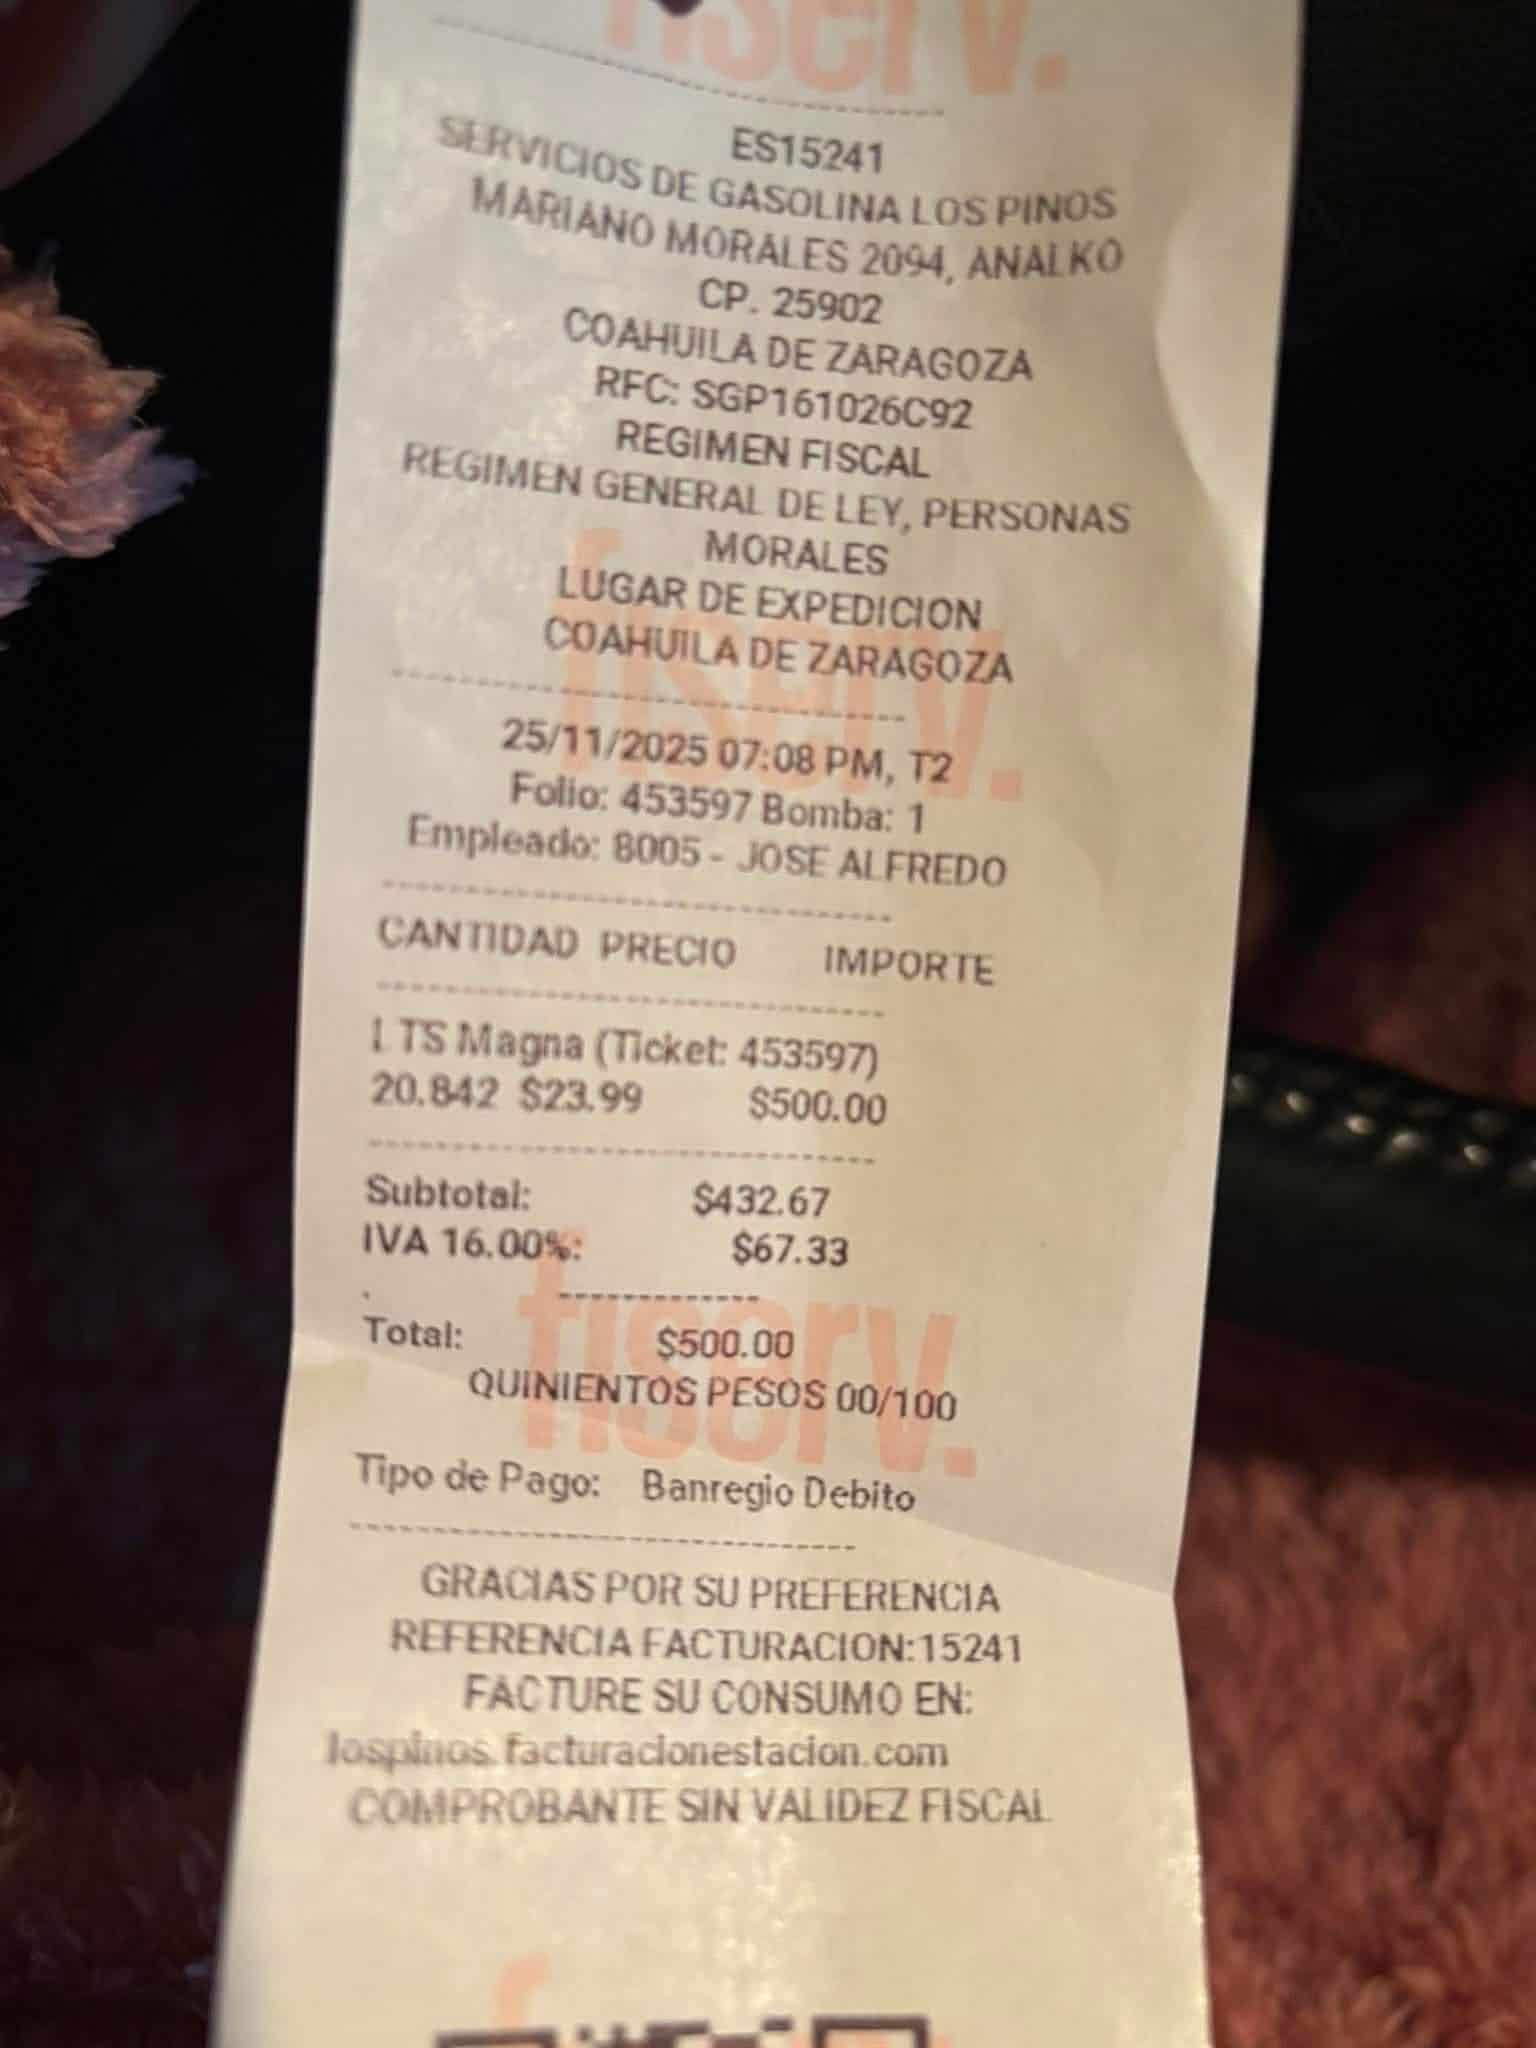 fiserv.
ES15241
SERVICIOS DE GASOLINA LOS PINOS
MARIANO MORALES 2094, ANALKO
CP. 25902
COAHUILA DE ZARAGOZA
RFC: SGP161026C92
REGIMEN FISCAL
REGIMEN GENERAL DE LEY, PERSONAS
MORALES
LUGAR DE EXPEDICION
COAHUILA DE ZARAGOZA
fiserv.
25/11/2025 07:08 PM, T2
Folio: 453597 Bomba: 1
Empleado: 8005 - JOSE ALFREDO
CANTIDAD PRECIO IMPORTE
LTS Magna (Ticket: 453597)
20.842 $23.99 $500.00
Subtotal: $432.67
IVA 16.00%: $67.33
.
Total: $500.00
fiserv.
QUINIENTOS PESOS 00/100
Tipo de Pago: Banregio Debito
GRACIAS POR SU PREFERENCIA
REFERENCIA FACTURACION:15241
FACTURE SU CONSUMO EN:
lospinos.facturacionestacion.com
COMPROBANTE SIN VALIDEZ FISCAL